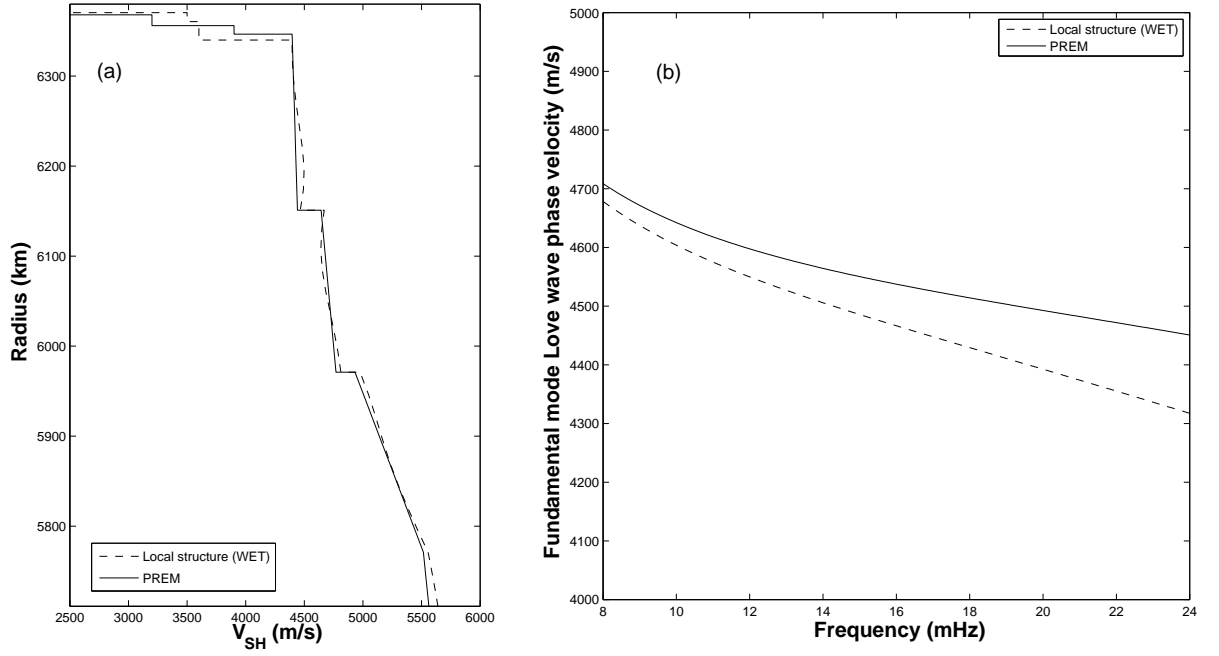 (a)
6300
6200
6100
6000
5900
5800
Radius (km)
2500 3000 3500 4000 4500 5000 5500 6000
V_SH (m/s)
Local structure (WET)
PREM
(b)
Local structure (WET)
PREM
5000
4900
4800
4700
4600
4500
4400
4300
4200
4100
4000
Fundamental mode Love wave phase velocity (m/s)
8 10 12 14 16 18 20 22 24
Frequency (mHz)